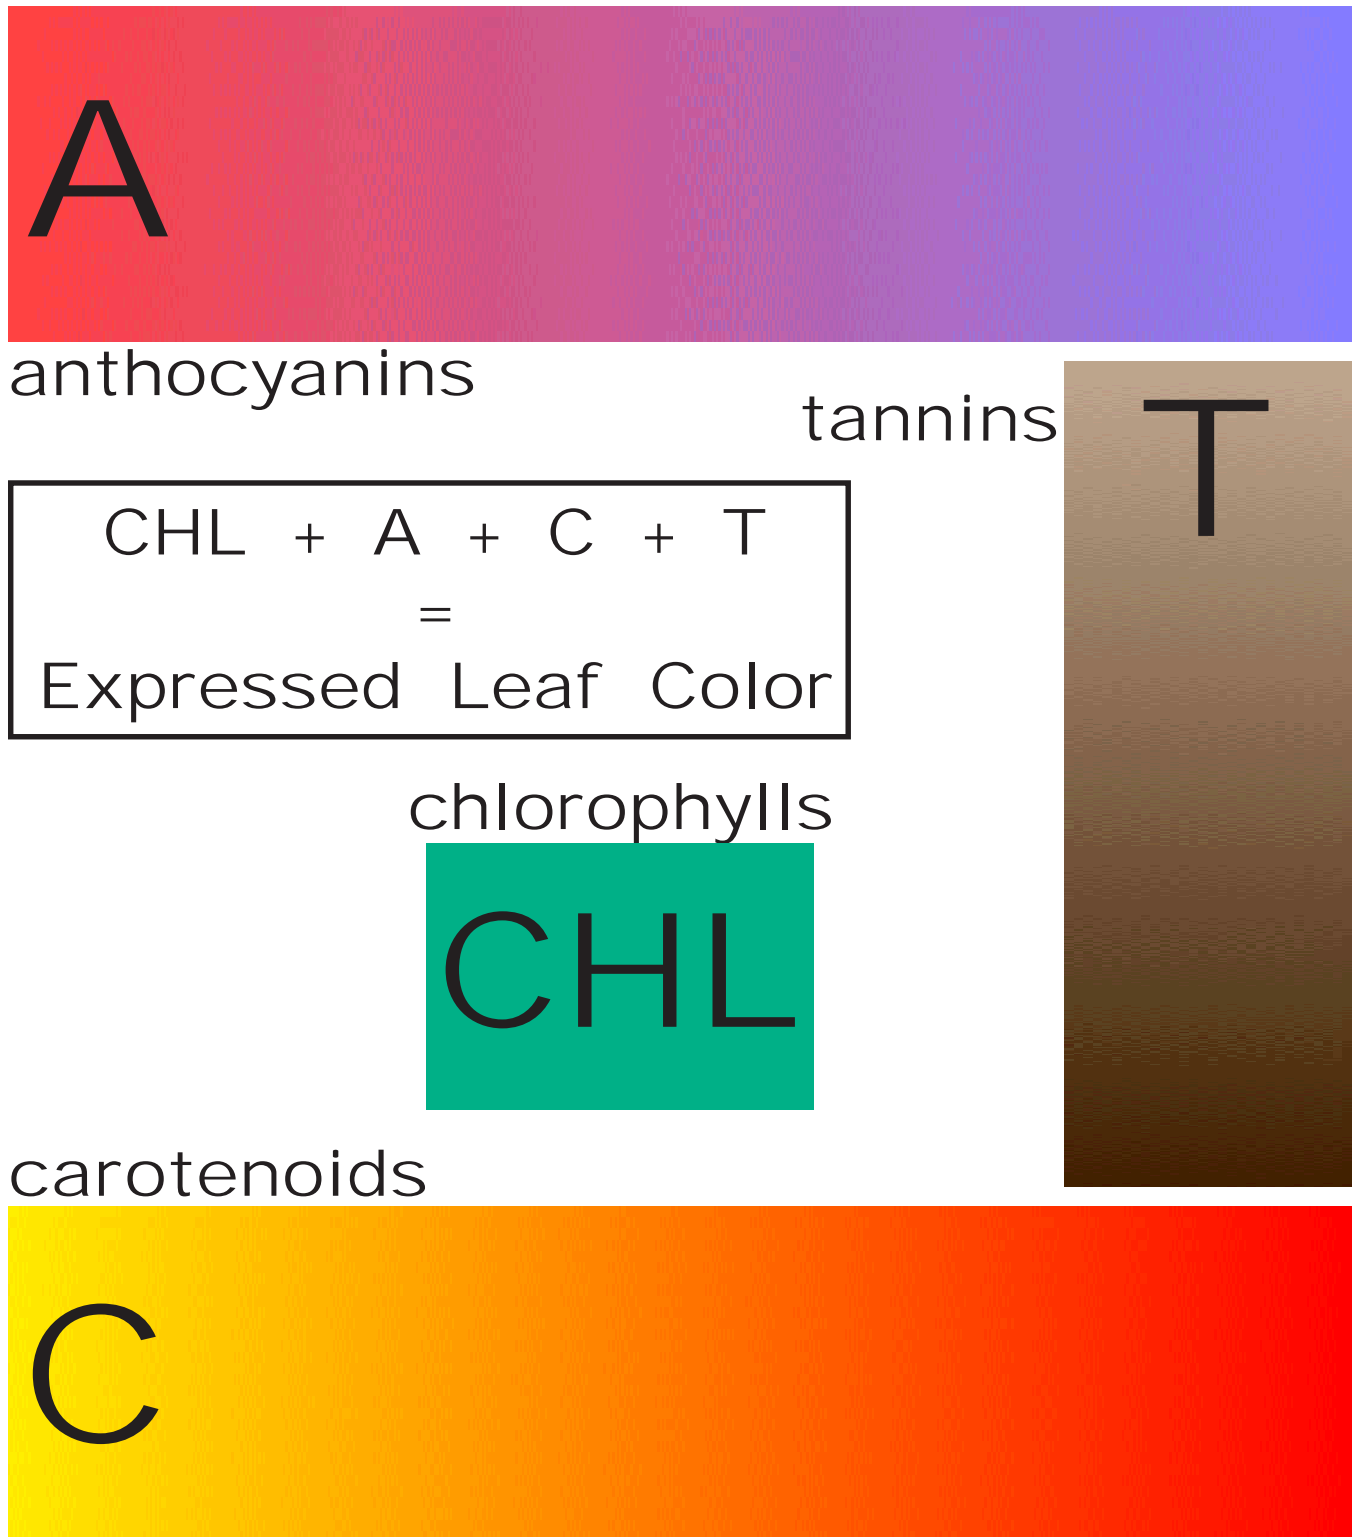 A
anthocyanins
tannins
T
CHL + A + C + T
=
Expressed Leaf Color
chlorophylls
CHL
carotenoids
C